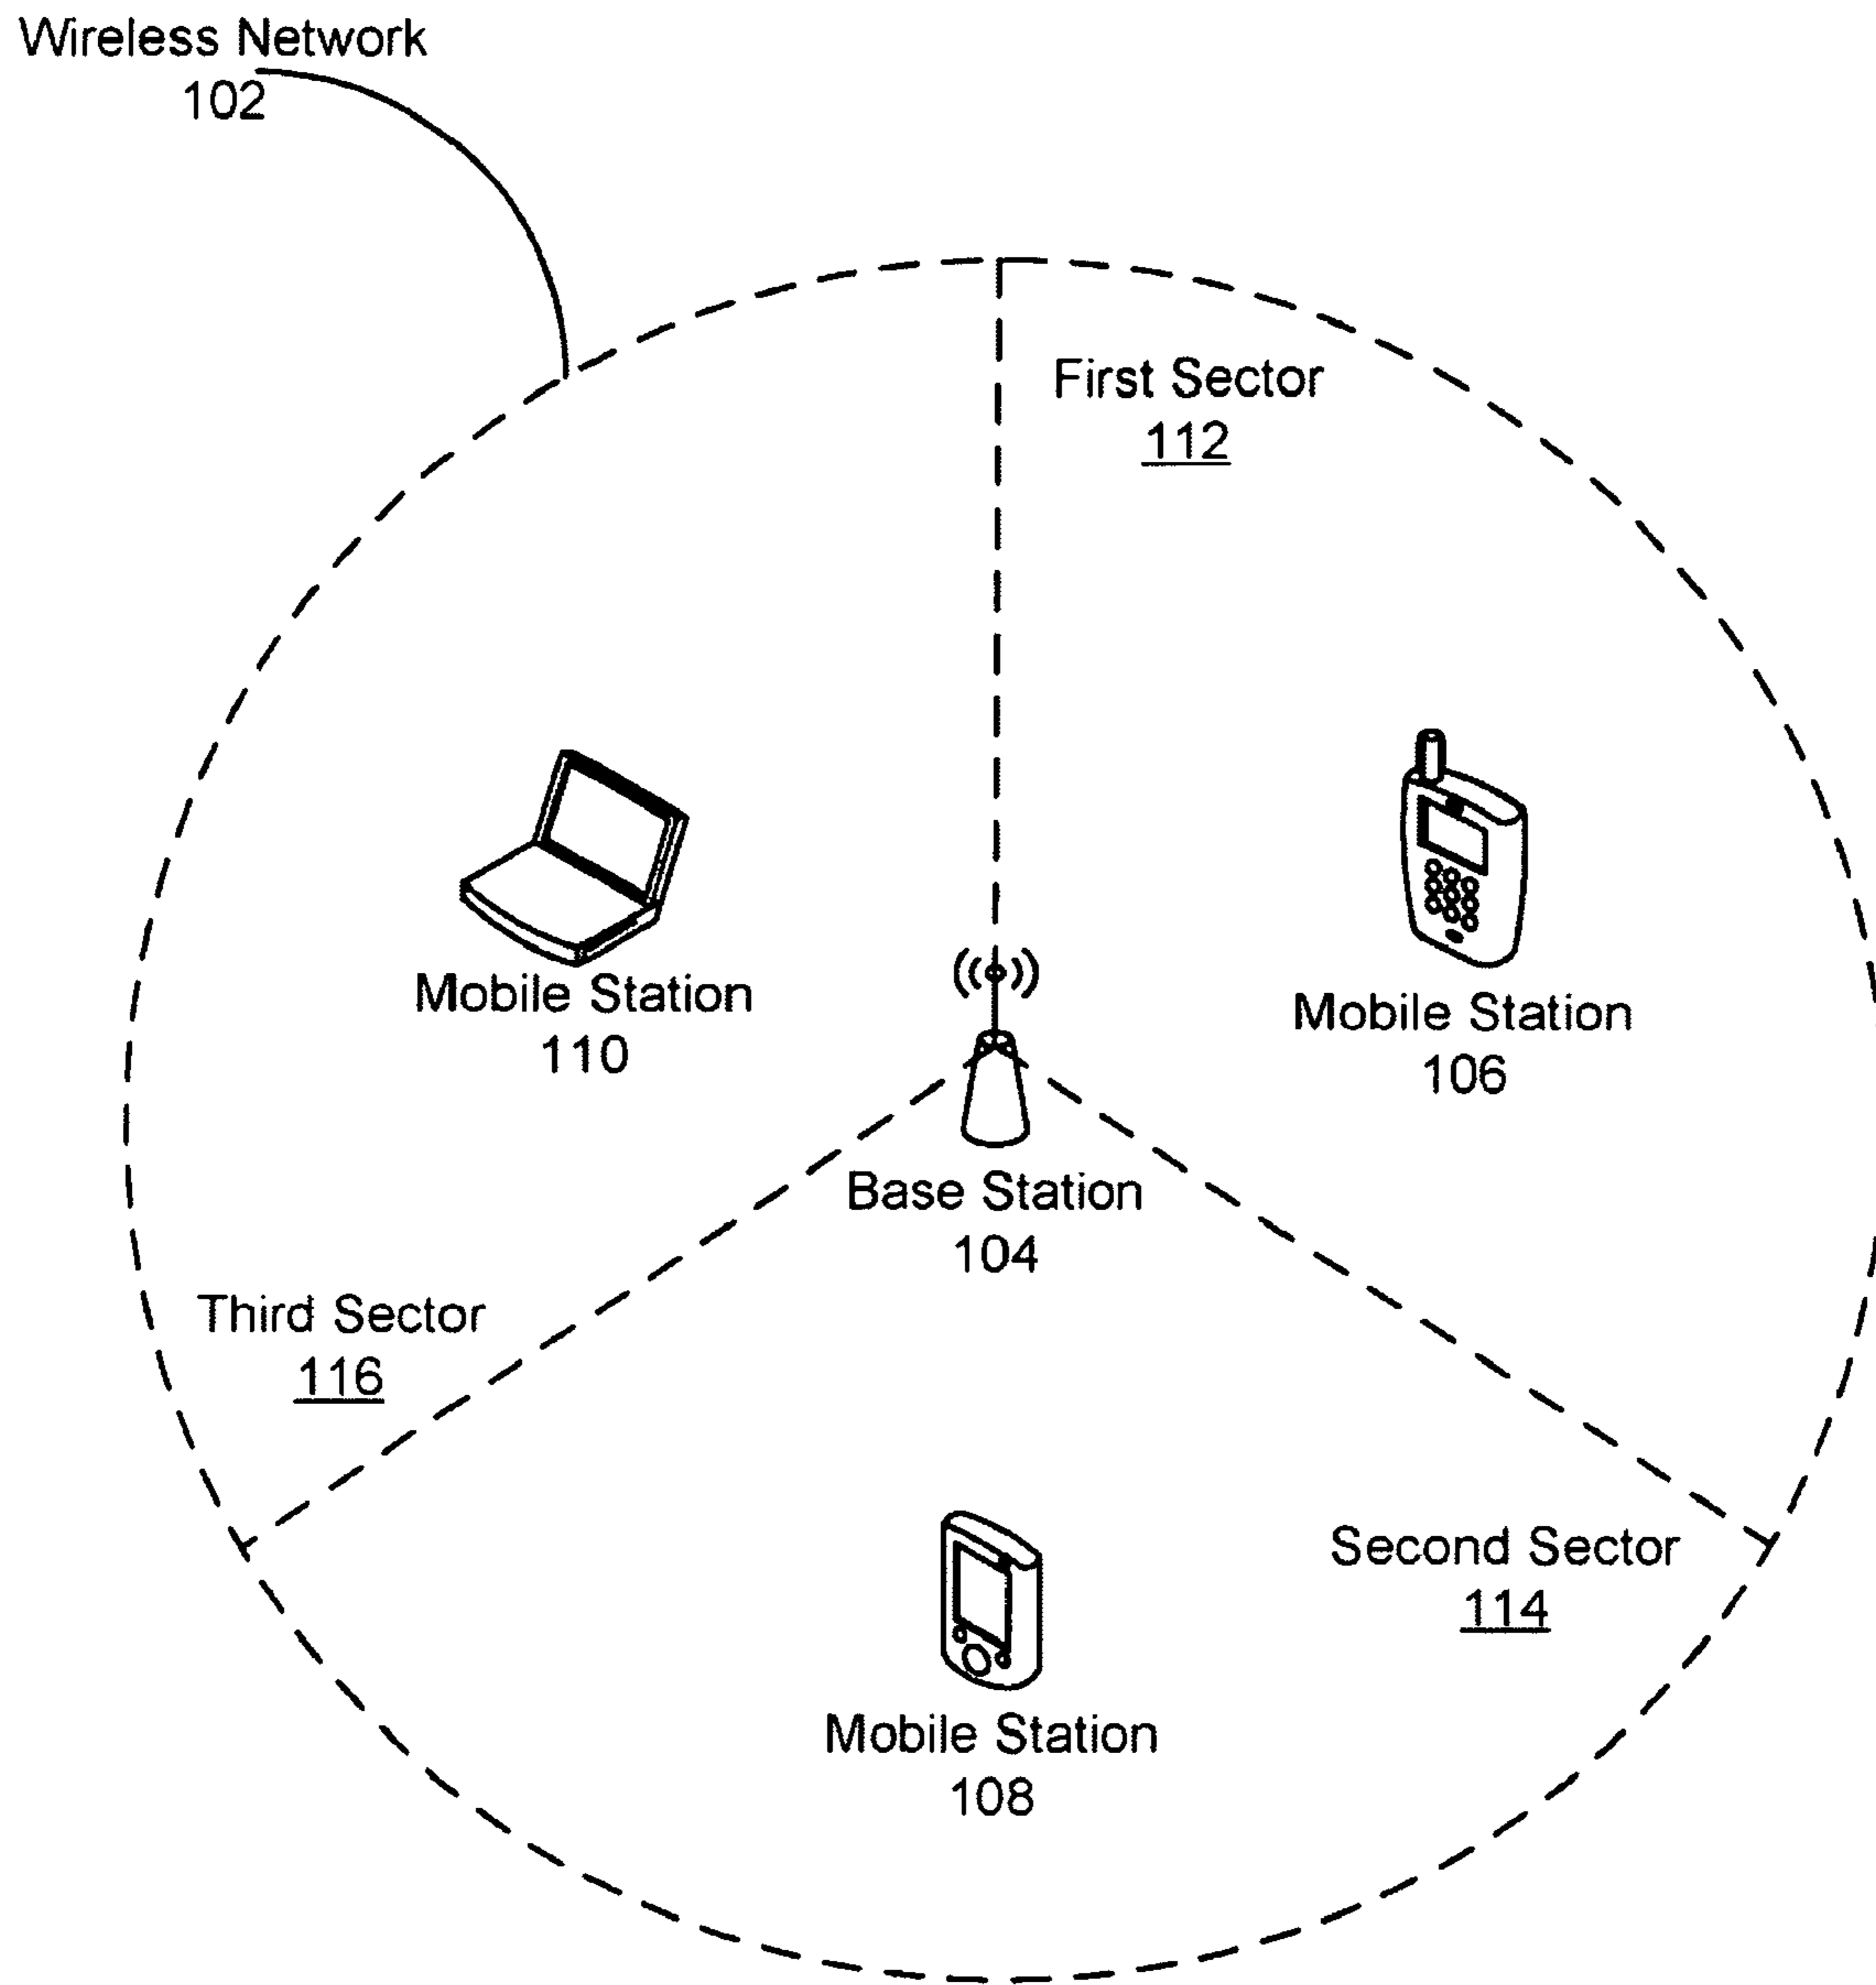 Wireless Network
102
First Sector
112
Mobile Station
110
Mobile Station
106
Base Station
104
Third Sector
116
Second Sector
114
Mobile Station
108